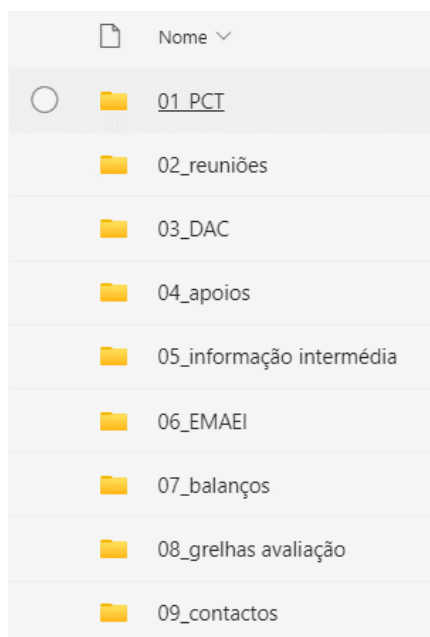 Nome
01_PCT
02_reuniões
03_DAC
04_apoios
05_informação intermédia
06_EMAEI
07_balanços
08_grelhas avaliação
09_contactos